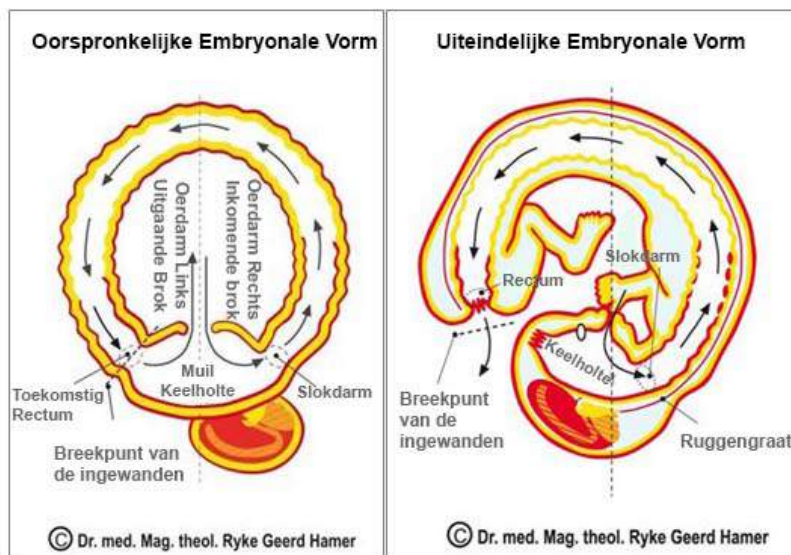 Oorspronkelijke Embryonale Vorm
Oerdarm Links
Uitgaande Brok
Oerdarm Rechts
Inkomende brok
Muil
Keelholte
Slokdarm
Toekomstig
Rectum
Breekpunt van
de ingewanden
© Dr. med. Mag. theol. Ryke Geerd Hamer
Uiteindelijke Embryonale Vorm
Slokdarm
Rectum
Keelholte
Breekpunt
van de
ingewanden
Ruggengraat
© Dr. med. Mag. theol. Ryke Geerd Hamer